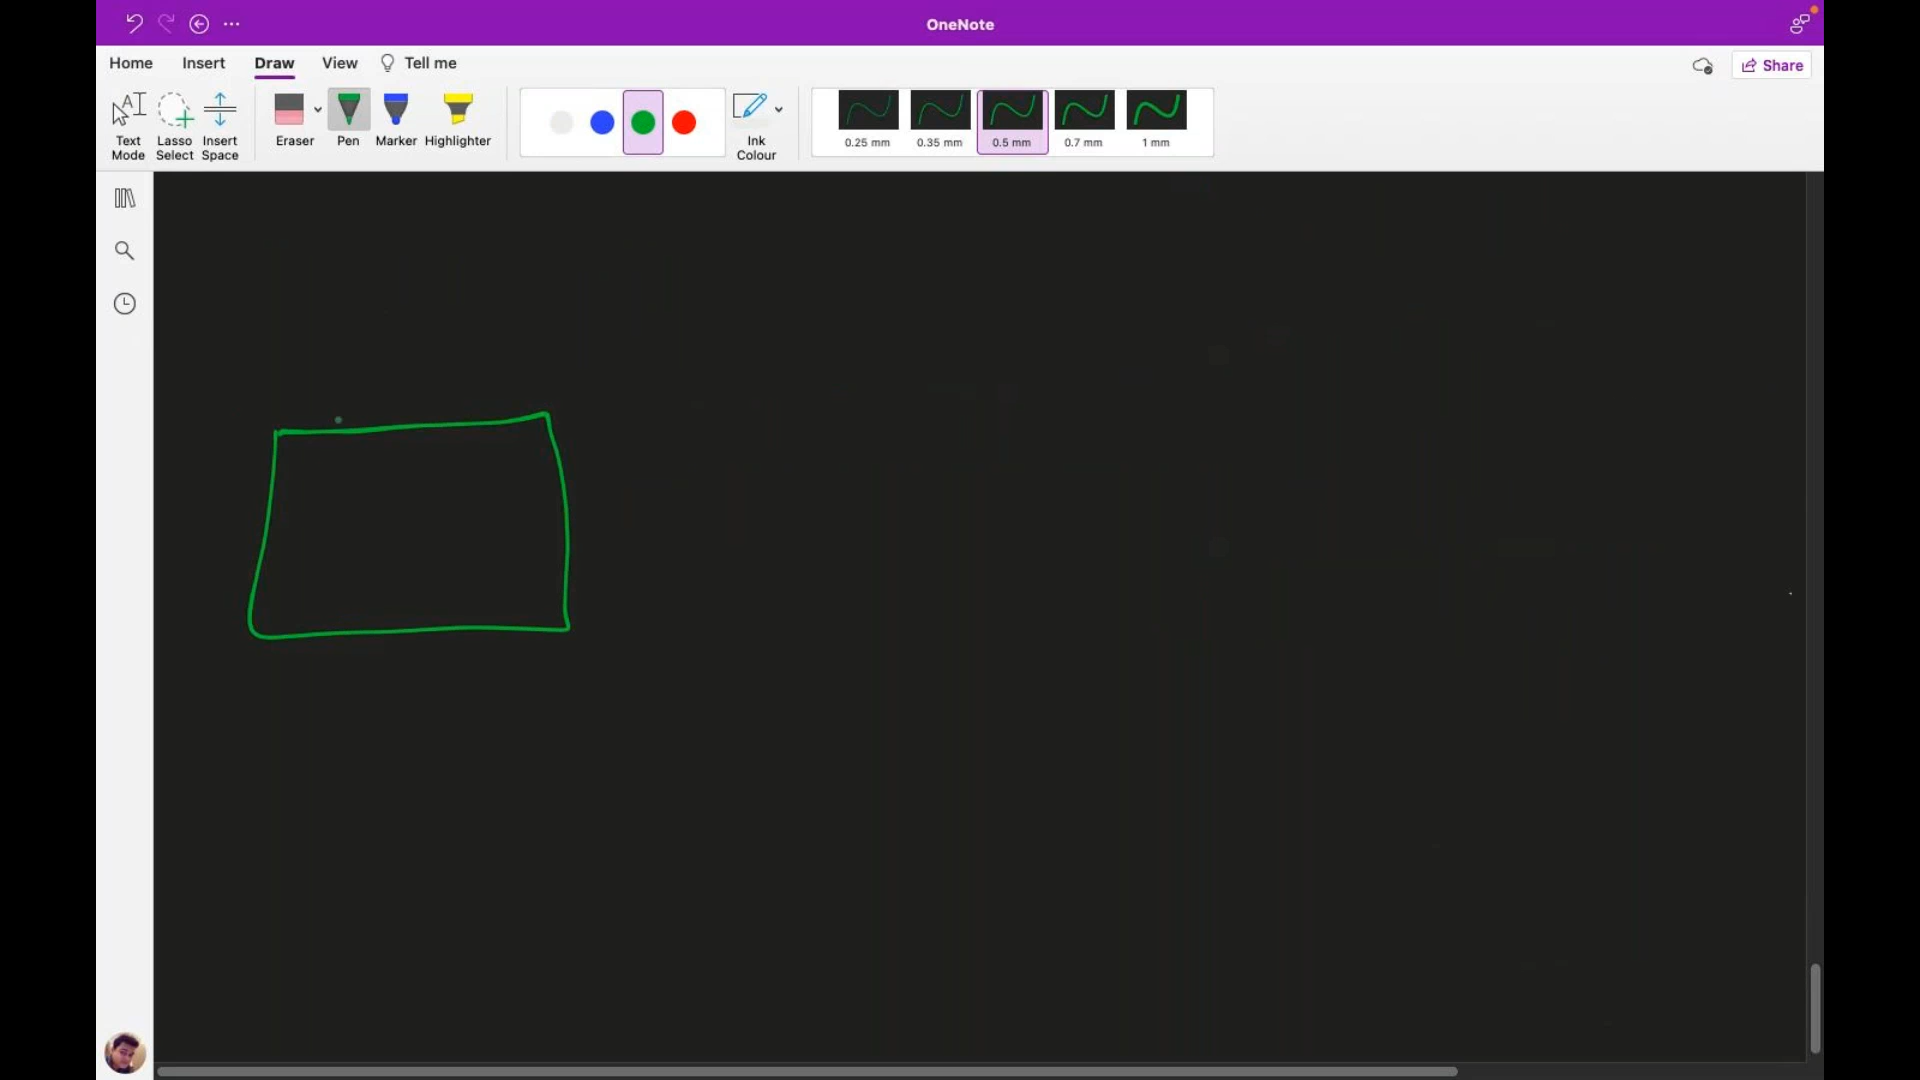 OneNote
Home Insert Draw View Tell me
Share
Text Mode
Lasso Select
Insert Space
Eraser
Pen
Marker
Highlighter
Ink Colour
0.25 mm
0.35 mm
0.5 mm
0.7 mm
1 mm